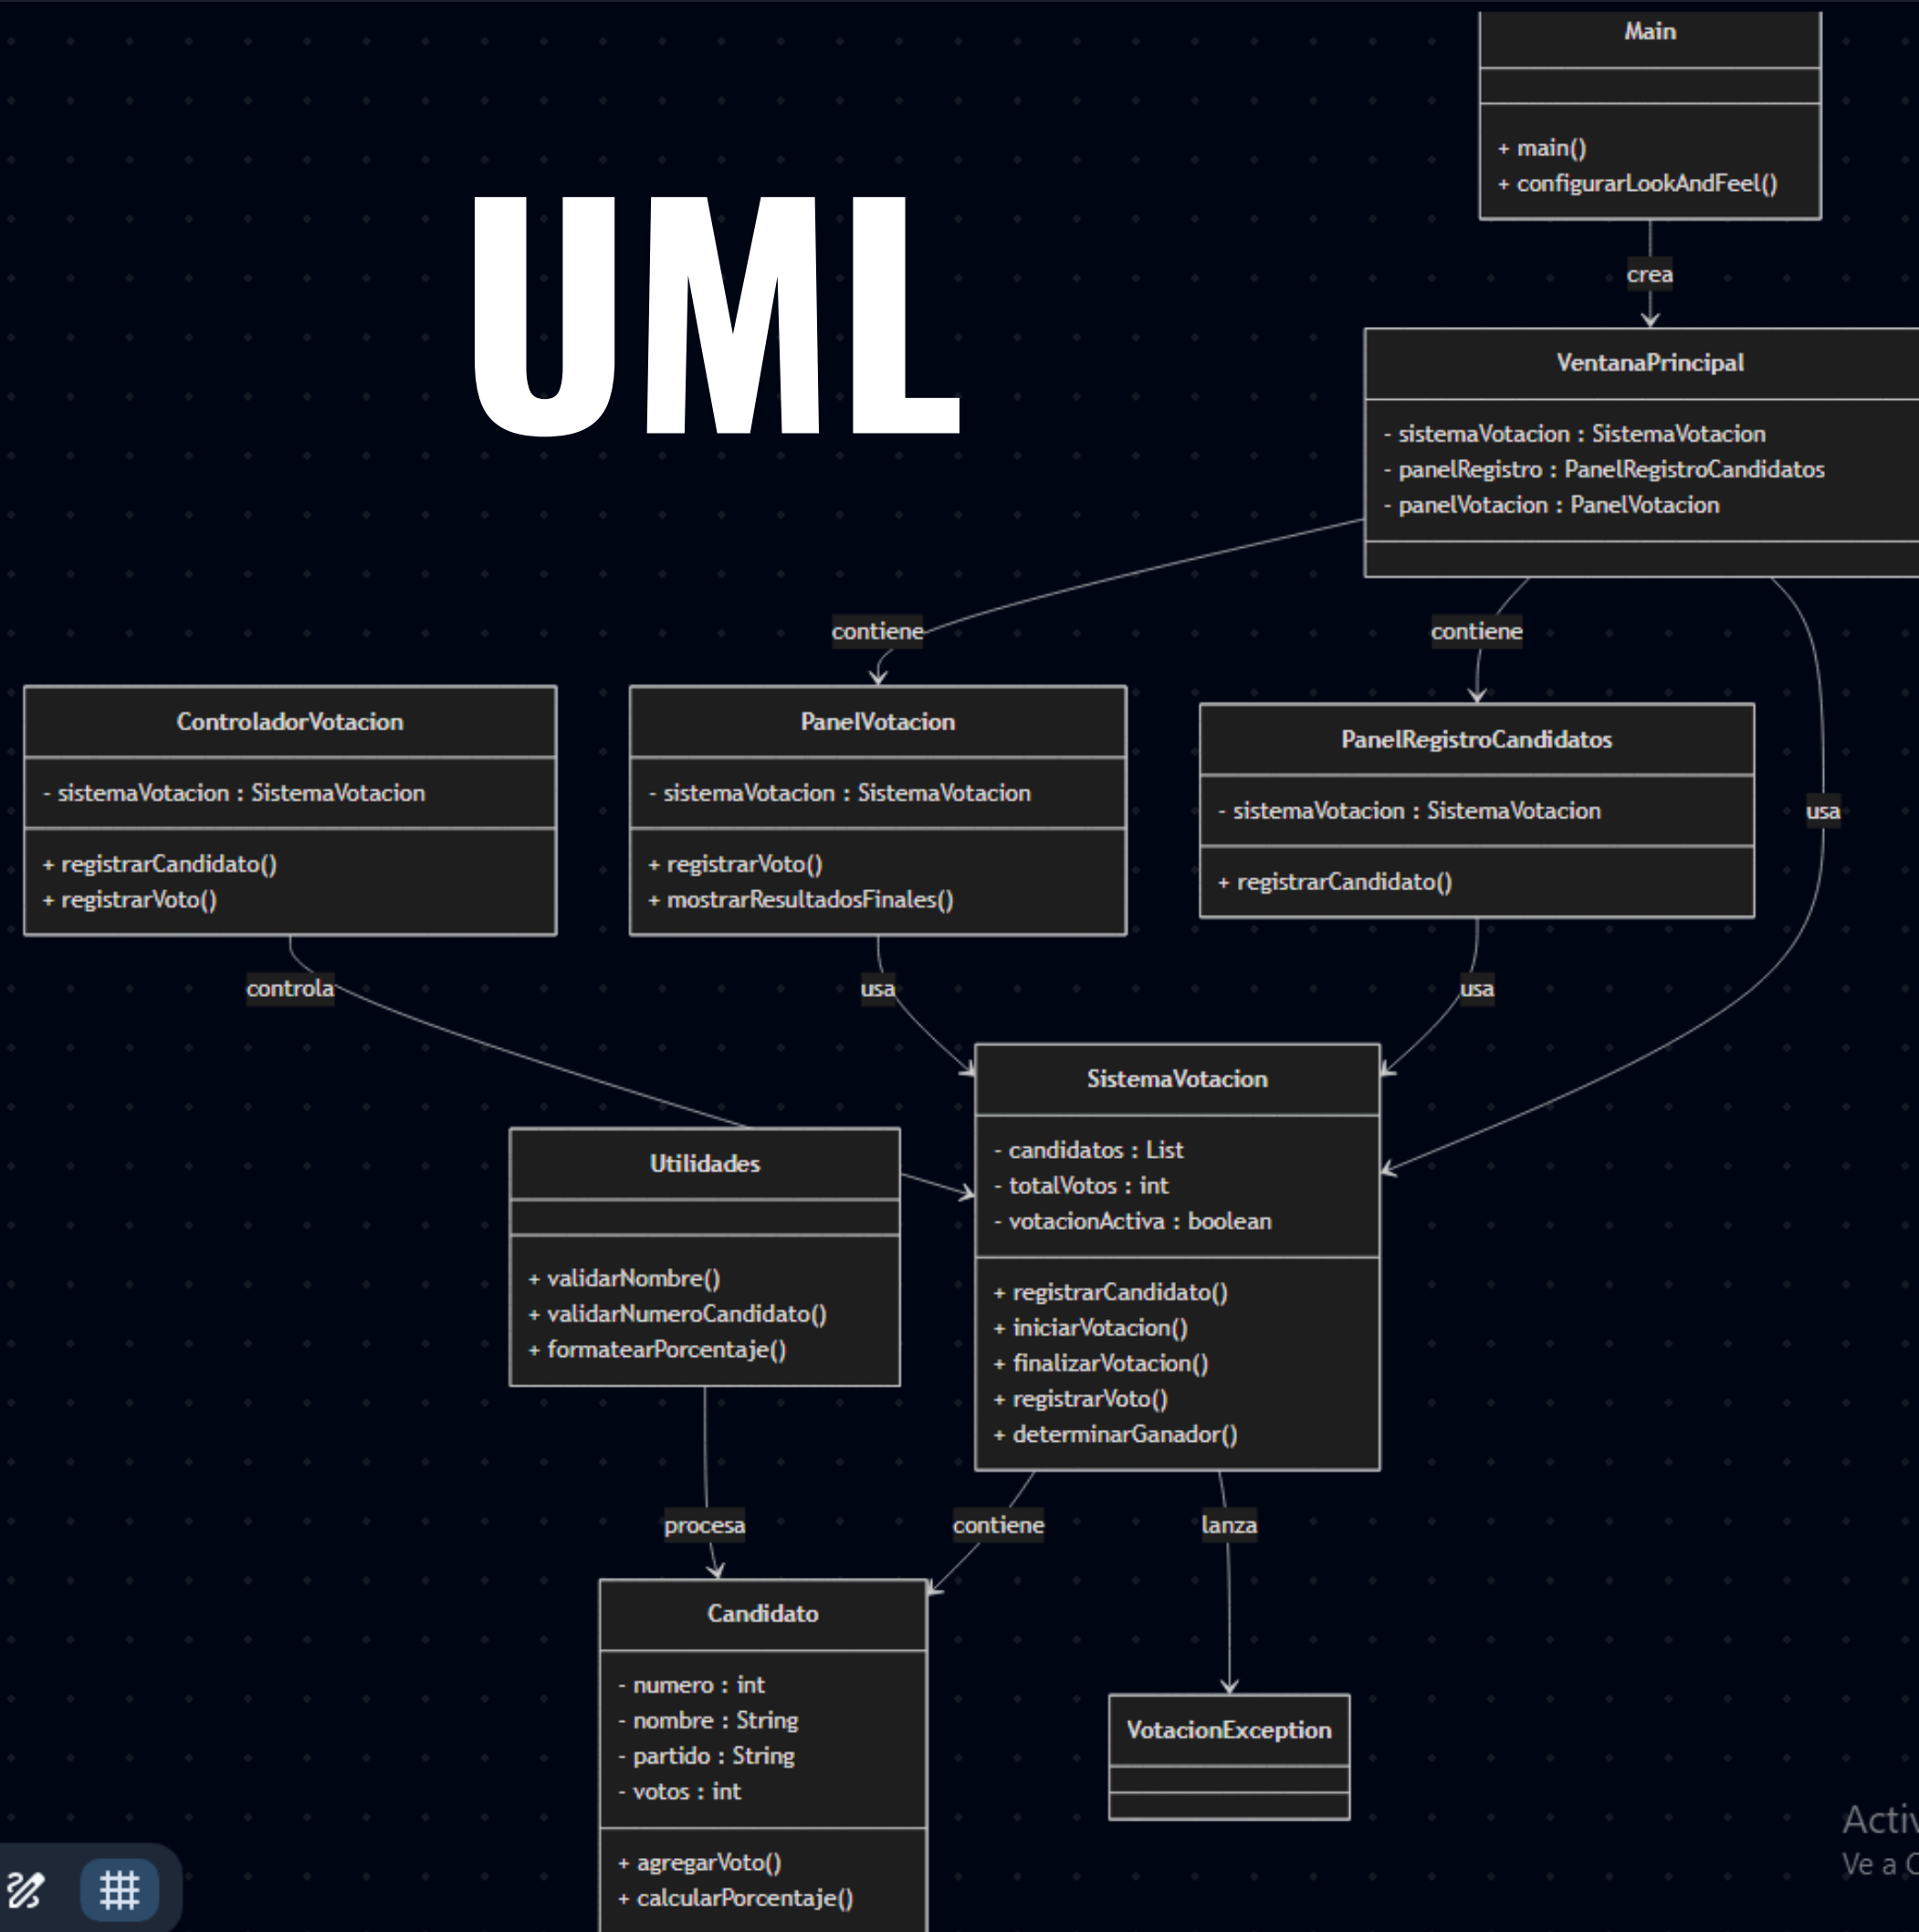 Main
+ main()
+ configurarLookAndFeel()
UML
crea
VentanaPrincipal
- sistemaVotacion : SistemaVotacion
- panelRegistro : PanelRegistroCandidatos
- panelVotacion : PanelVotacion
contiene
contiene
usa
ControladorVotacion
- sistemaVotacion : SistemaVotacion
+ registrarCandidato()
+ registrarVoto()
PanelVotacion
- sistemaVotacion : SistemaVotacion
+ registrarVoto()
+ mostrarResultadosFinales()
PanelRegistroCandidatos
- sistemaVotacion : SistemaVotacion
+ registrarCandidato()
controla
usa
usa
Utilidades
+ validarNombre()
+ validarNumeroCandidato()
+ formatearPorcentaje()
SistemaVotacion
- candidatos : List
- totalVotos : int
- votacionActiva : boolean
+ registrarCandidato()
+ iniciarVotacion()
+ finalizarVotacion()
+ registrarVoto()
+ determinarGanador()
procesa
contiene
lanza
Candidato
- numero : int
- nombre : String
- partido : String
- votos : int
+ agregarVoto()
+ calcularPorcentaje()
VotacionException
Ve a